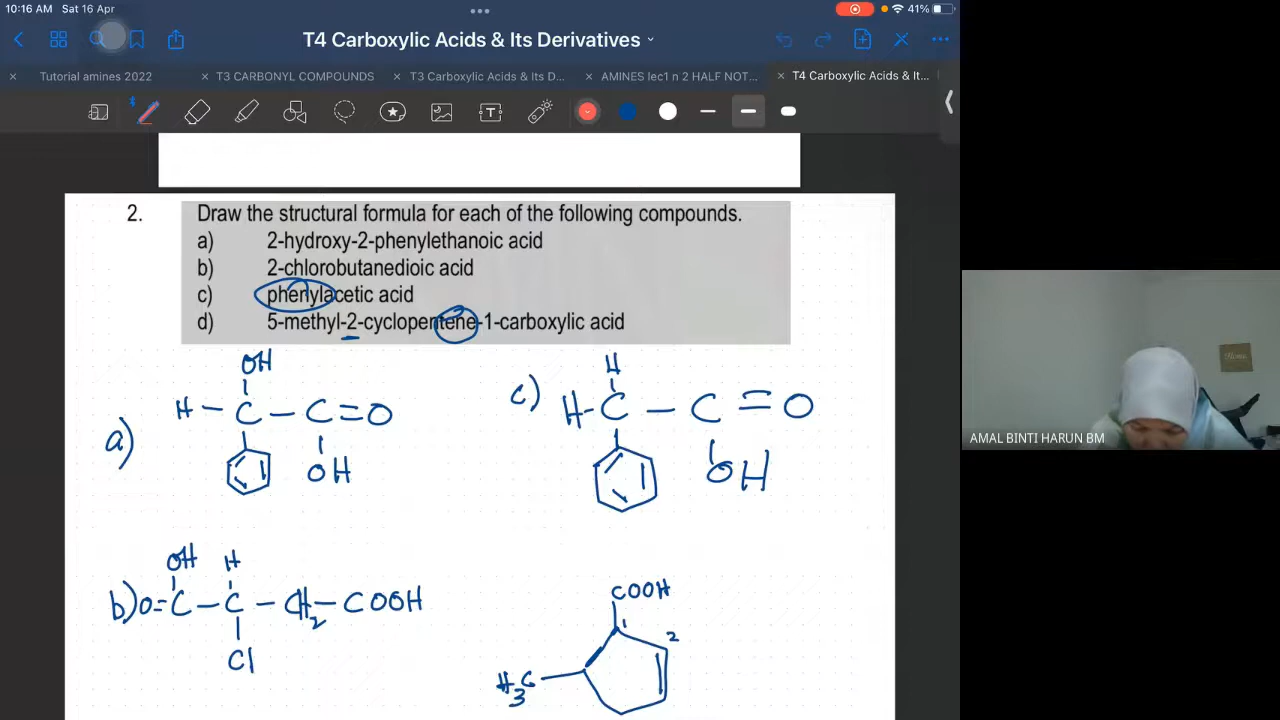 10:16 AM Sat 16 Apr
41%
T4 Carboxylic Acids & Its Derivatives
Tutorial amines 2022
T3 CARBONYL COMPOUNDS
T3 Carboxylic Acids & Its D...
AMINES lec1 n 2 HALF NOT...
T4 Carboxylic Acids & It...
2. Draw the structural formula for each of the following compounds.
a) 2-hydroxy-2-phenylethanoic acid
b) 2-chlorobutanedioic acid
c) phenylacetic acid
d) 5-methyl-2-cyclopentene-1-carboxylic acid
OH
a) H - C - C = O
OH
H
c) H - C - C = O
OH
OH H
b) O = C - C - CH2 - COOH
Cl
COOH
1
2
H3C
AMAL BINTI HARUN BM